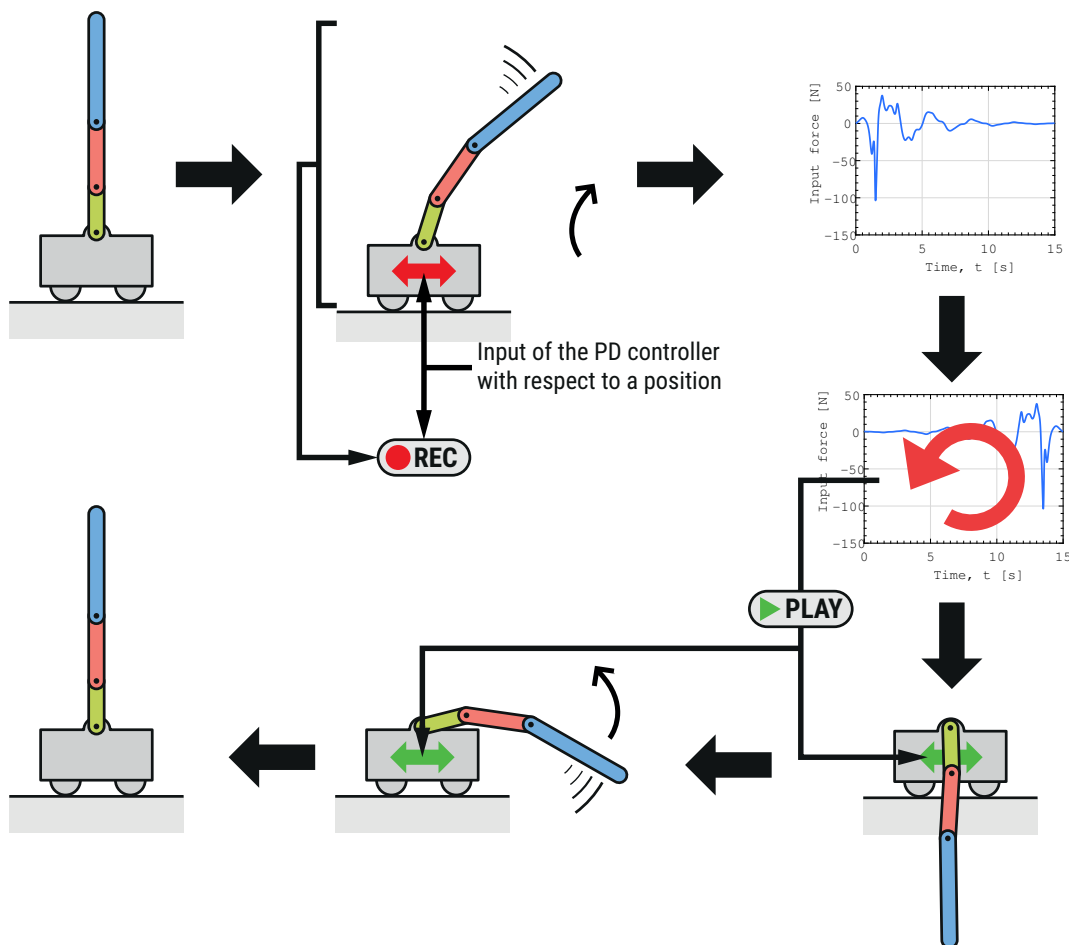 50
0
-50
-100
-150
Input force [N]
0
5
10
15
Time, t [s]
Input of the PD controller
with respect to a position
REC
50
0
-50
-100
-150
Input force [N]
0
5
10
15
Time, t [s]
PLAY